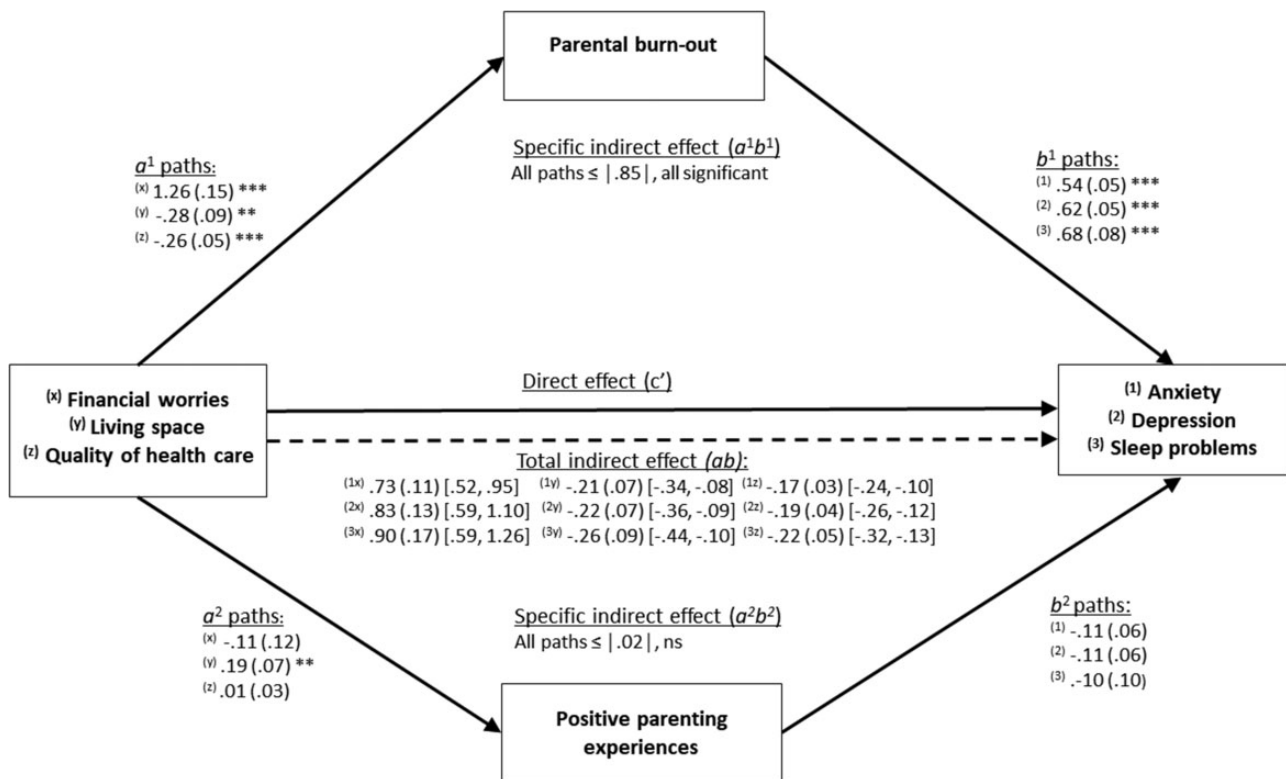 Parental burn-out
Specific indirect effect (a¹b¹)
All paths ≤ |.85|, all significant
a¹ paths:
(x) 1.26 (.15) ***
(y) -.28 (.09) **
(z) -.26 (.05) ***
b¹ paths:
(1) .54 (.05) ***
(2) .62 (.05) ***
(3) .68 (.08) ***
(x) Financial worries
(y) Living space
(z) Quality of health care
Direct effect (c’)
(1) Anxiety
(2) Depression
(3) Sleep problems
Total indirect effect (ab):
(1x) .73 (.11) [.52, .95] (1y) -.21 (.07) [-.34, -.08] (1z) -.17 (.03) [-.24, -.10]
(2x) .83 (.13) [.59, 1.10] (2y) -.22 (.07) [-.36, -.09] (2z) -.19 (.04) [-.26, -.12]
(3x) .90 (.17) [.59, 1.26] (3y) -.26 (.09) [-.44, -.10] (3z) -.22 (.05) [-.32, -.13]
a² paths:
(x) -.11 (.12)
(y) .19 (.07) **
(z) .01 (.03)
Specific indirect effect (a²b²)
All paths ≤ |.02|, ns
b² paths:
(1) -.11 (.06)
(2) -.11 (.06)
(3) .-10 (.10)
Positive parenting
experiences